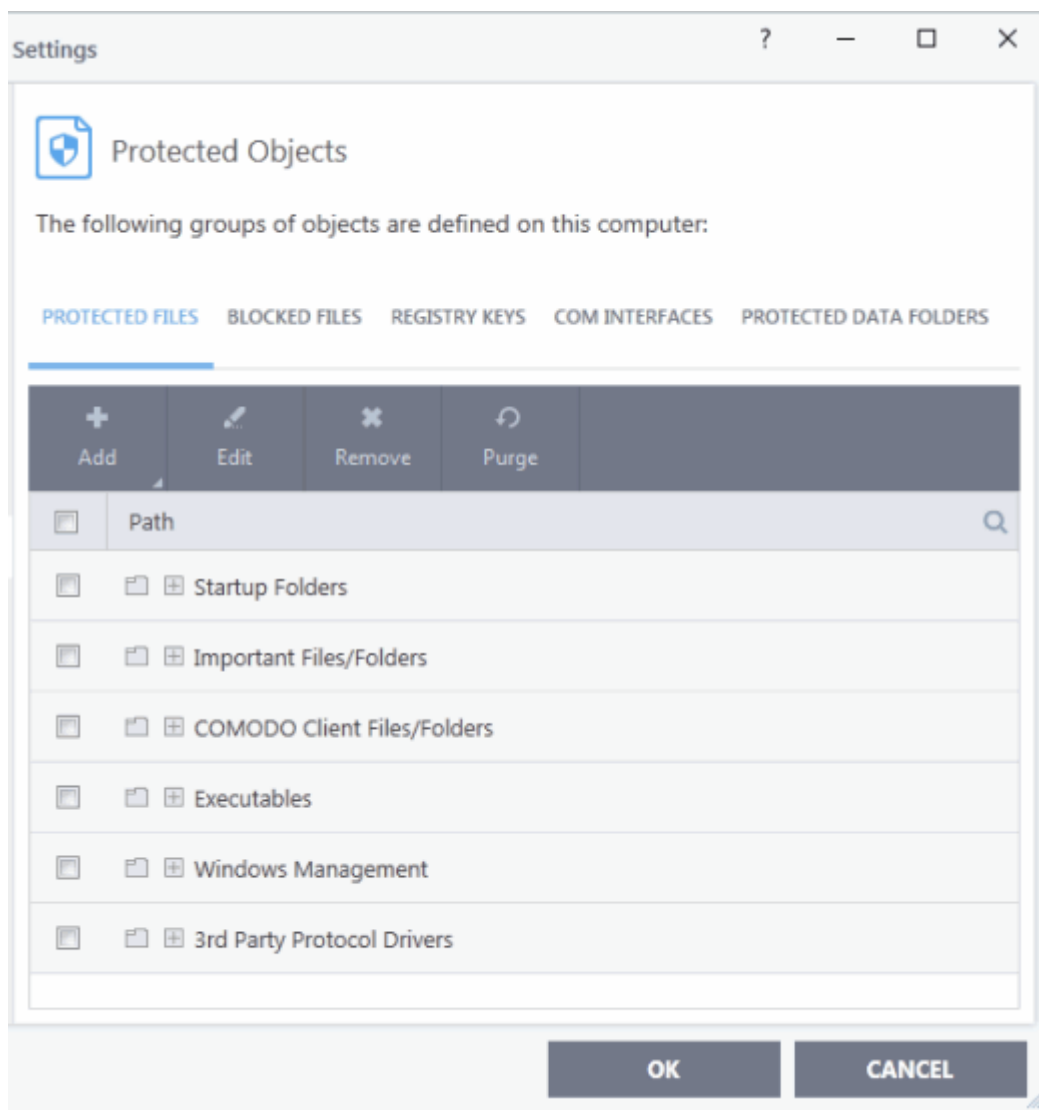 Settings ?
Protected Objects
The following groups of objects are defined on this computer:
PROTECTED FILES BLOCKED FILES REGISTRY KEYS COM INTERFACES PROTECTED DATA FOLDERS
Add Edit Remove Purge
Path
Startup Folders
Important Files/Folders
COMODO Client Files/Folders
Executables
Windows Management
3rd Party Protocol Drivers
OK CANCEL